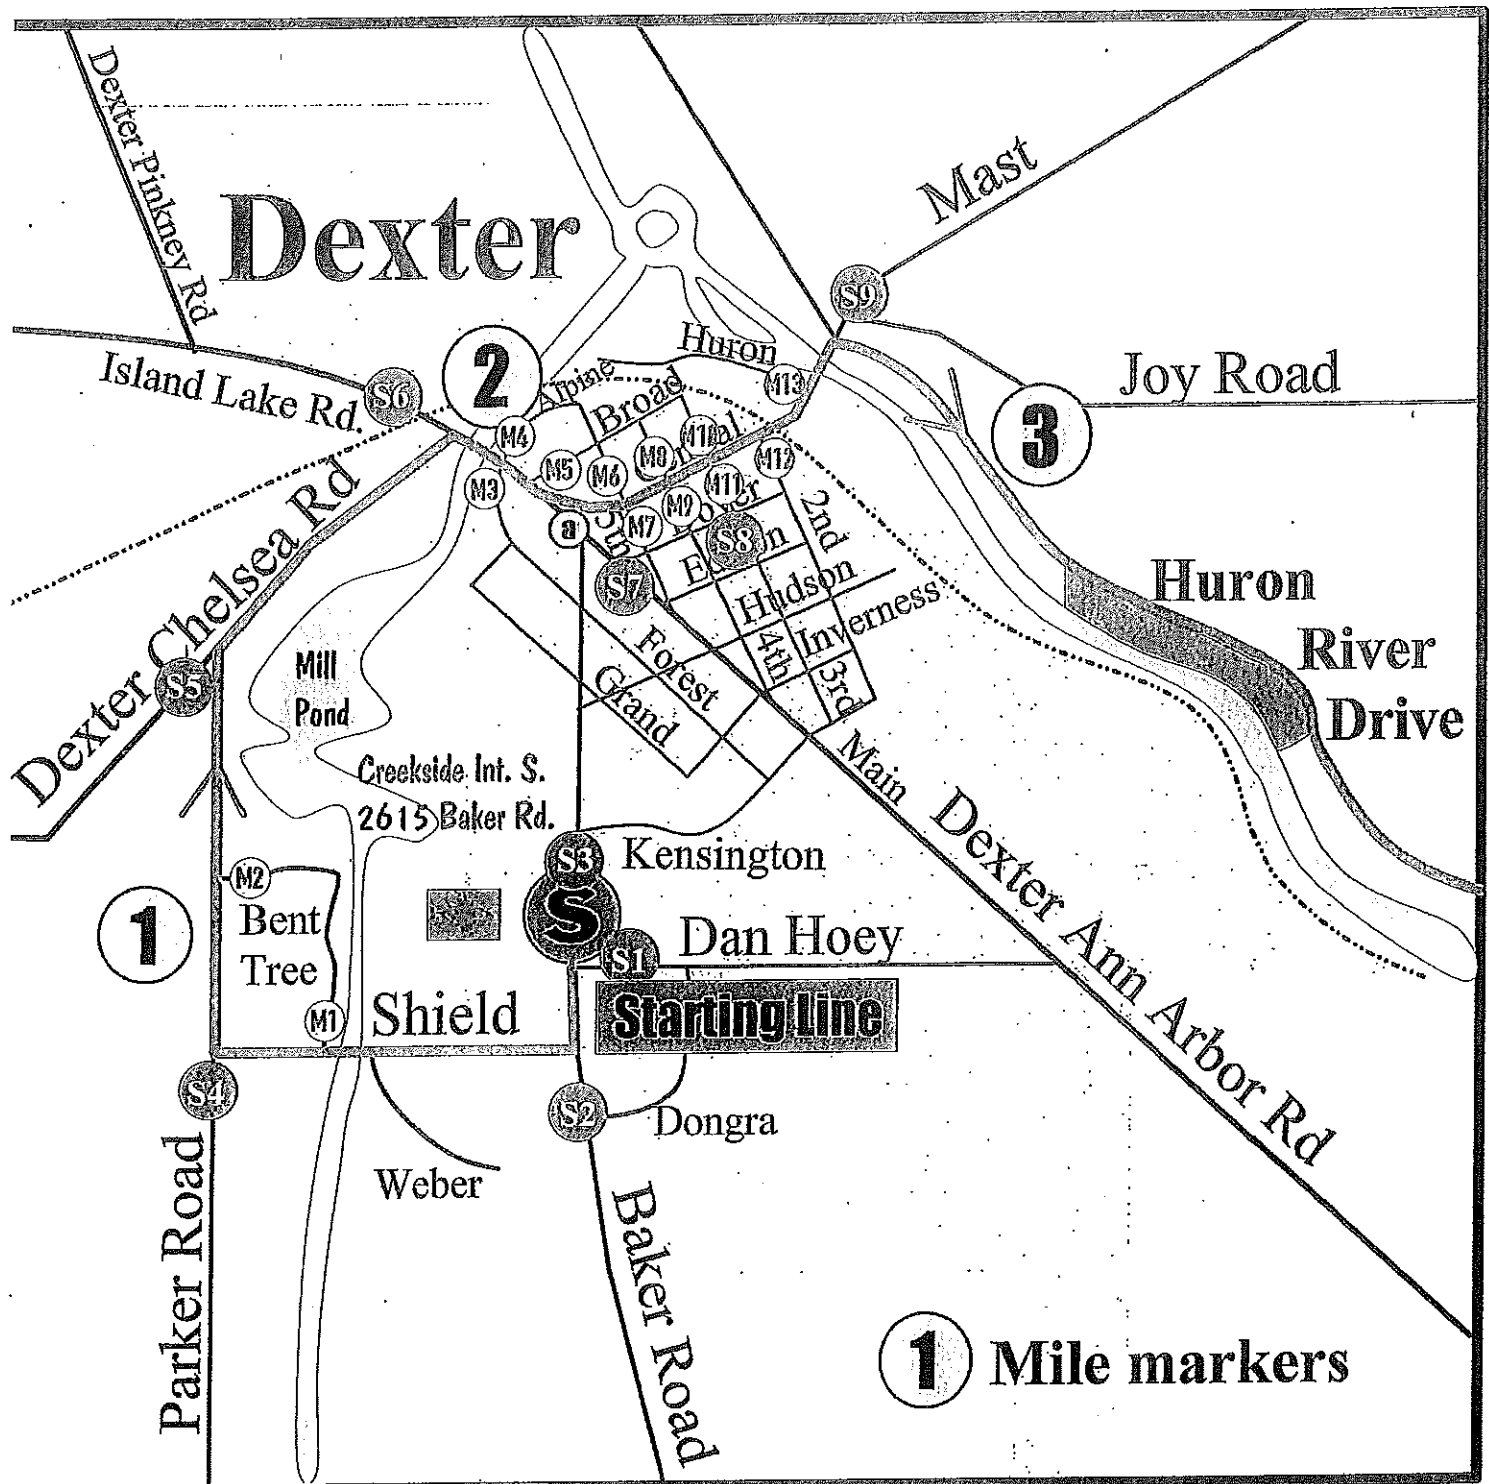 Dexter Pinkney Rd
Dexter
Mast
S9
Huron
Joy Road
Island Lake Rd.
S6
2
Alpine
Broad
M13
3
M4
M5
M6
M8
M12
M3
M9
M11
a
5th
M7
2nd
S8
S7
Hudson
Inverness
4th
3rd
Forest
Grand
Huron
River
Drive
Dexter Chelsea Rd
S5
Mill
Pond
Creekside Int. S.
2615 Baker Rd.
Main
Dexter Ann Arbor Rd
S3
Kensington
S
M2
Bent
Tree
1
S1
Dan Hoey
Starting Line
M1
Shield
S4
S2
Dongra
Weber
Parker Road
Baker Road
1 Mile markers